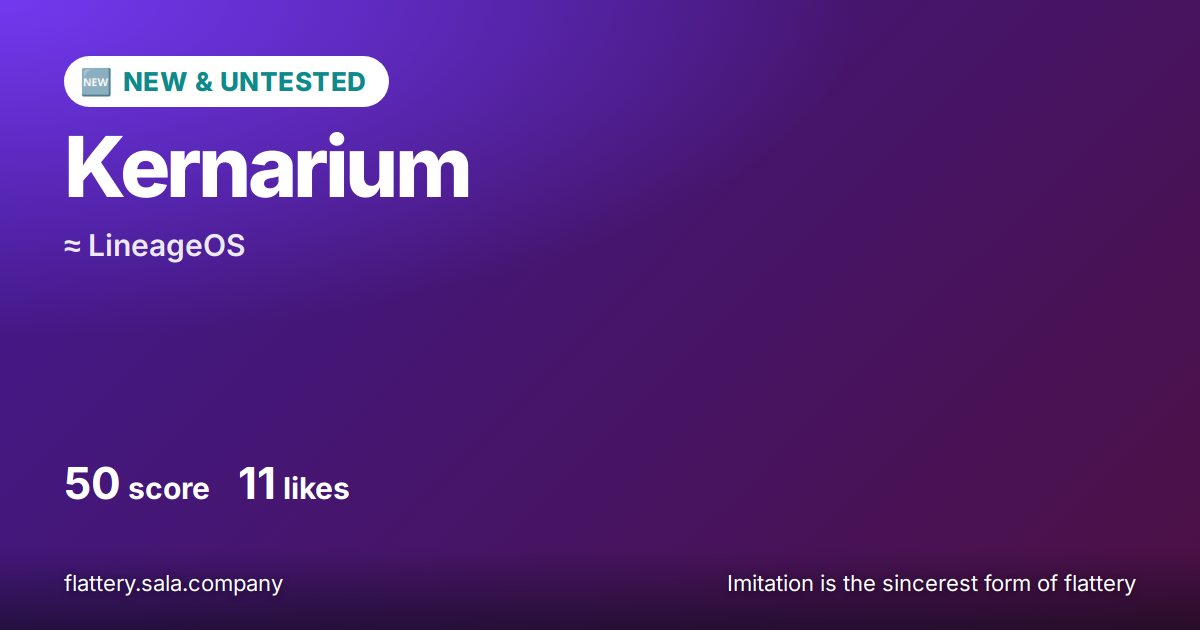 🆕 NEW & UNTESTED
Kernarium
≈ LineageOS
50 score 11 likes
flattery.sala.company
Imitation is the sincerest form of flattery